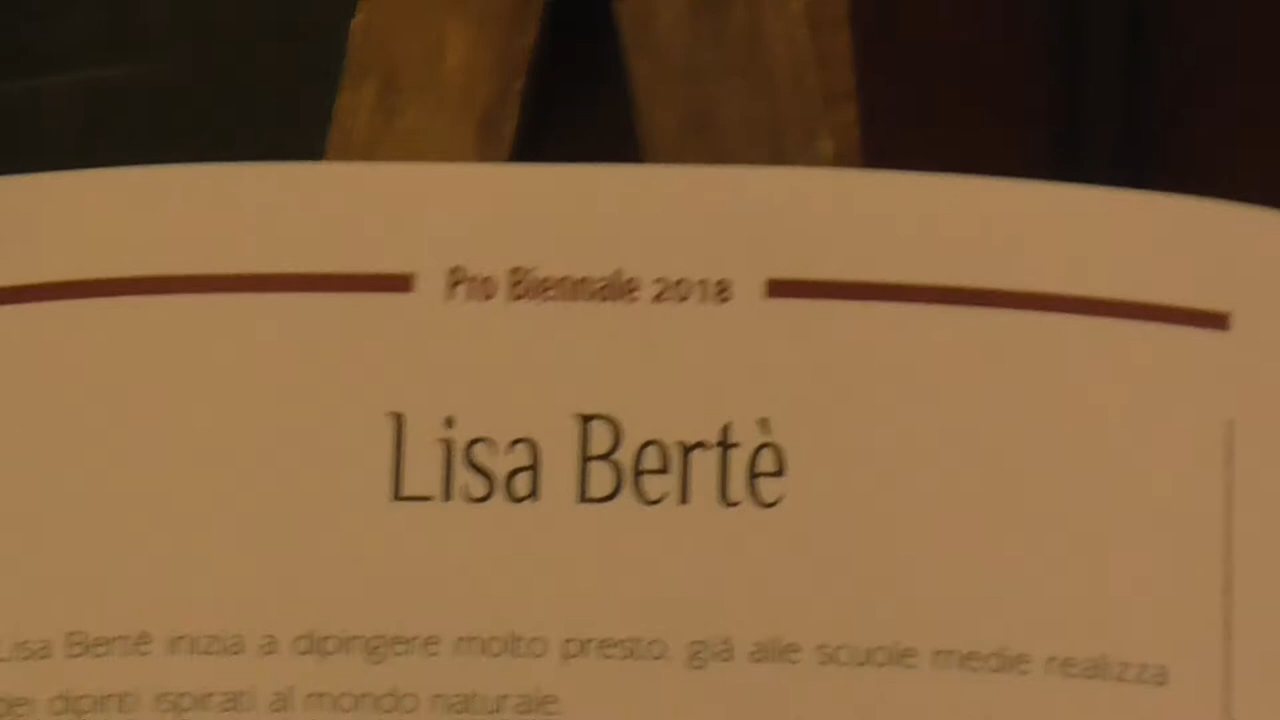 Pro Biennale 2018
Lisa Bertè
Lisa Bertè inizia a dipingere molto presto, già alle scuole medie realizza
dei dipinti ispirati al mondo naturale.